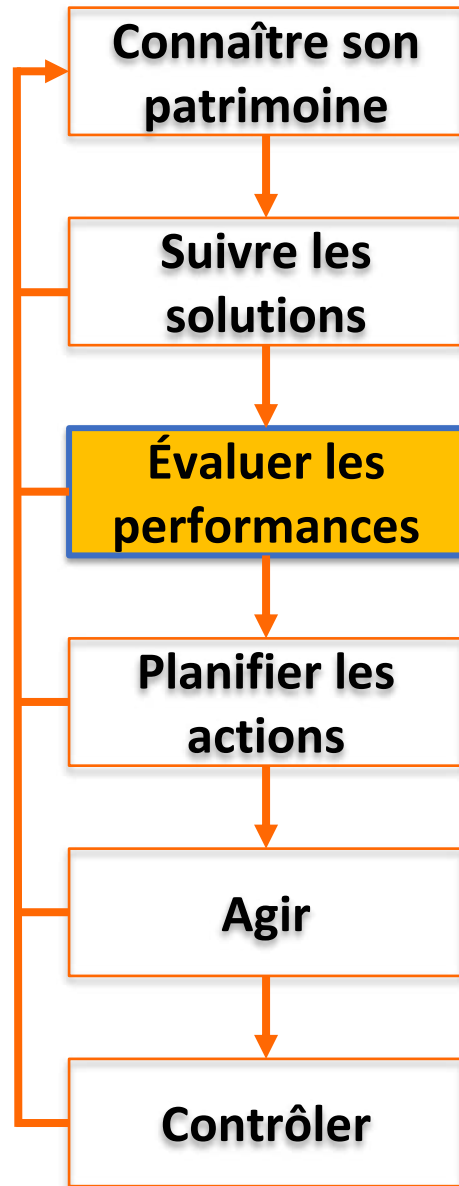 Connaître son
patrimoine
Suivre les
solutions
Évaluer les
performances
Planifier les
actions
Agir
Contrôler